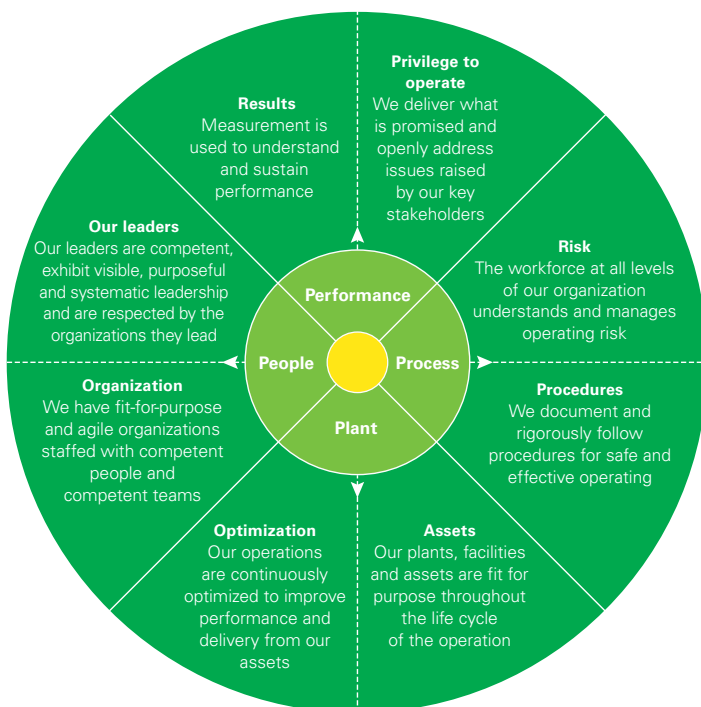 Privilege to
operate
We deliver what
is promised and
openly address
issues raised
by our key
stakeholders
Risk
The workforce at all levels
of our organization
understands and manages
operating risk
Procedures
We document and
rigorously follow
procedures for safe and
effective operating
Assets
Our plants, facilities
and assets are fit for
purpose throughout
the life cycle
of the operation
Optimization
Our operations
are continuously
optimized to improve
performance and
delivery from our
assets
Organization
We have fit-for-purpose
and agile organizations
staffed with competent
people and
competent teams
Our leaders
Our leaders are competent,
exhibit visible, purposeful
and systematic leadership
and are respected by the
organizations they lead
Results
Measurement is
used to understand
and sustain
performance
Performance
People
Process
Plant